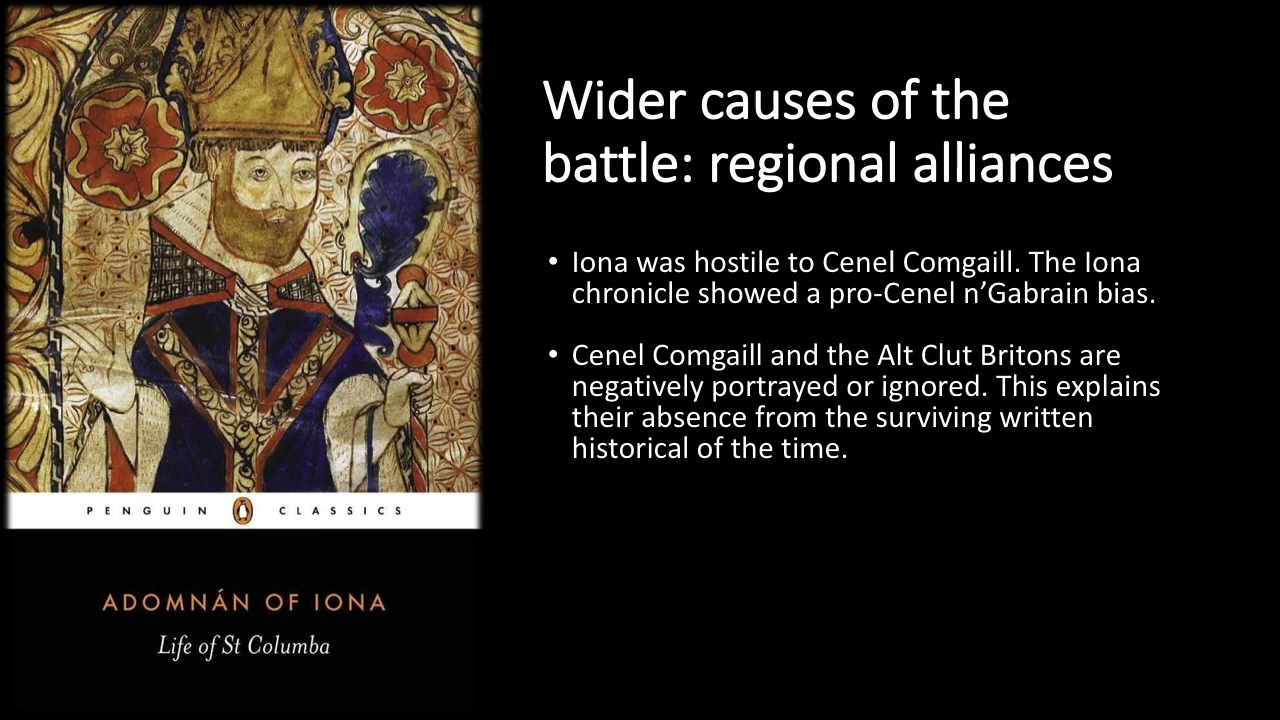 Wider causes of the
battle: regional alliances
• Iona was hostile to Cenel Comgaill. The Iona
chronicle showed a pro-Cenel n’Gabrain bias.
• Cenel Comgaill and the Alt Clut Britons are
negatively portrayed or ignored. This explains
their absence from the surviving written
historical of the time.
PENGUIN CLASSICS
ADOMNÁN OF IONA
Life of St Columba